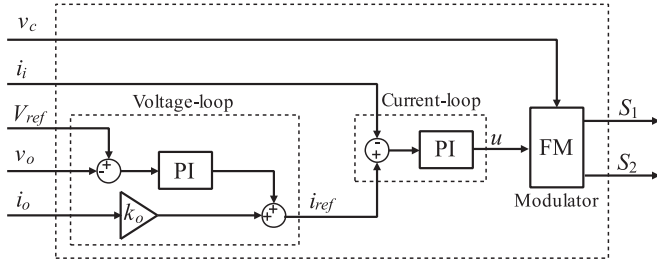 v_c
i_i
Voltage-loop
Current-loop
V_ref
S_1
- +
PI
u
FM
v_o
+ -
PI
S_2
Modulator
i_o
k_o
+ +
i_ref